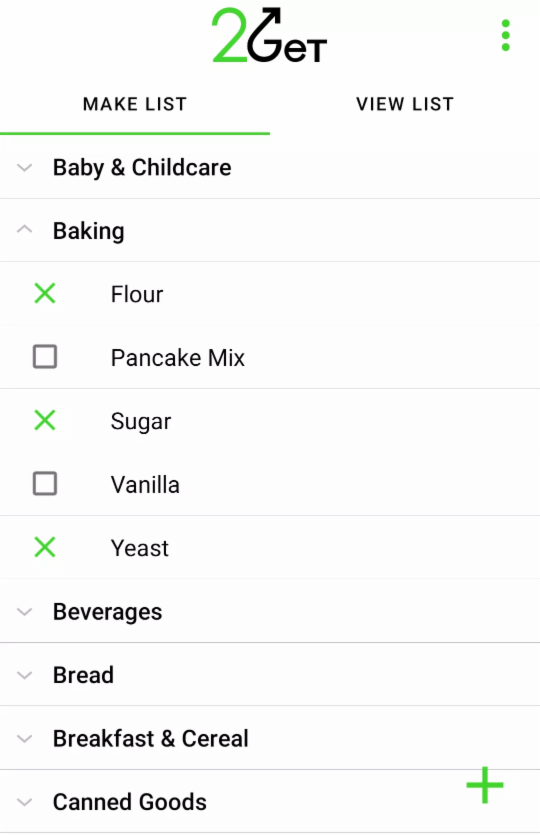 2GET
MAKE LIST VIEW LIST
Baby & Childcare
Baking
Flour
Pancake Mix
Sugar
Vanilla
Yeast
Beverages
Bread
Breakfast & Cereal
Canned Goods